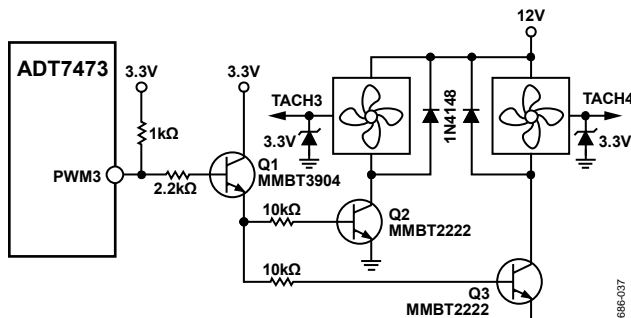 12V
ADT7473
3.3V
3.3V
TACH3
TACH4
1N4148
3.3V
3.3V
1kΩ
PWM3
2.2kΩ
Q1
MMBT3904
10kΩ
Q2
MMBT2222
10kΩ
Q3
MMBT2222
686-037